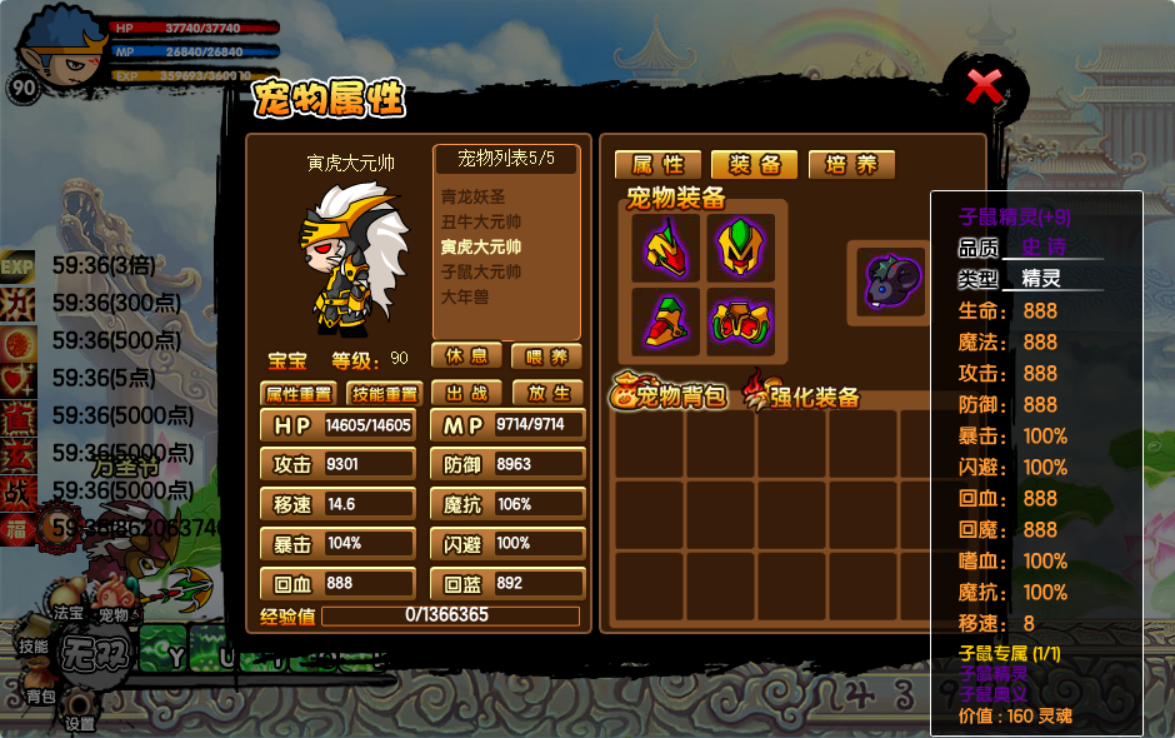 HP 37740/37740
MP 26840/26840
EXP
90
宠物属性
寅虎大元帅
宠物列表5/5
青龙妖圣
丑牛大元帅
寅虎大元帅
子鼠大元帅
大年兽
宝宝 等级: 90
休息 喂养
属性重置 技能重置 出战 放生
HP 14605/14605 MP 9714/9714
攻击 9301 防御 8963
移速 14.6 魔抗 106%
暴击 104% 闪避 100%
回血 888 回蓝 892
经验值 0/1366365
属性 装备 培养
宠物装备
宠物背包 强化装备
子鼠精灵(+9)
品质 史诗
类型 精灵
生命: 888
魔法: 888
攻击: 888
防御: 888
暴击: 100%
闪避: 100%
回血: 888
回魔: 888
嗜血: 100%
魔抗: 100%
移速: 8
子鼠专属 (1/1)
子鼠精灵
子鼠奥义
价值 : 160 灵魂
EXP 59:36(3倍)
力 59:36(300点)
59:36(500点)
59:36(5点)
59:36(5000点)
玄 59:36(5000点)
战 59:36(5000点)
福
万圣节
法宝 宠物
技能 无双 Y U
背包
设置